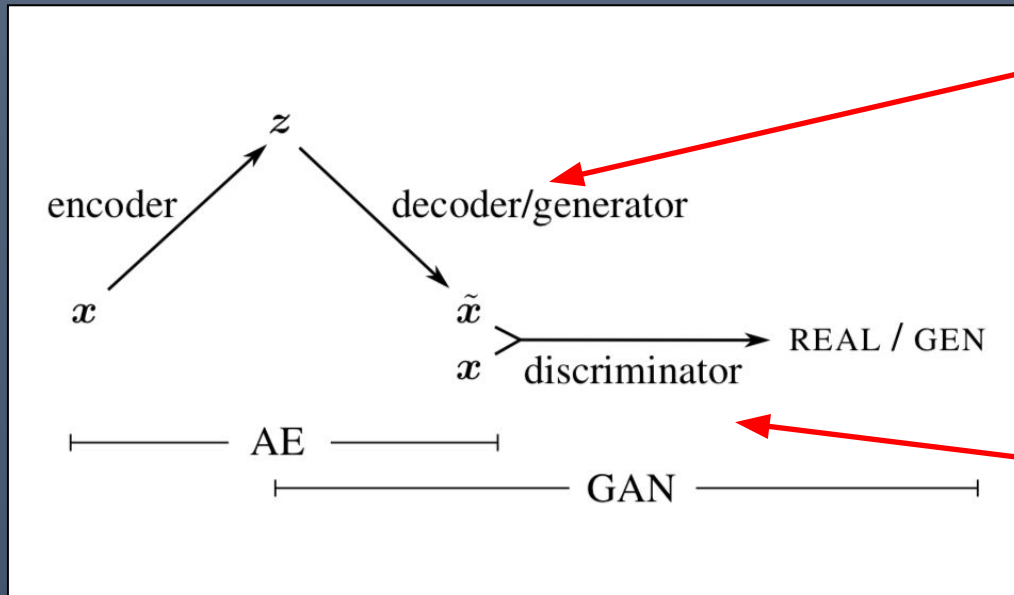 z
encoder
decoder/generator
x
x̃
x
REAL / GEN
discriminator
AE
GAN